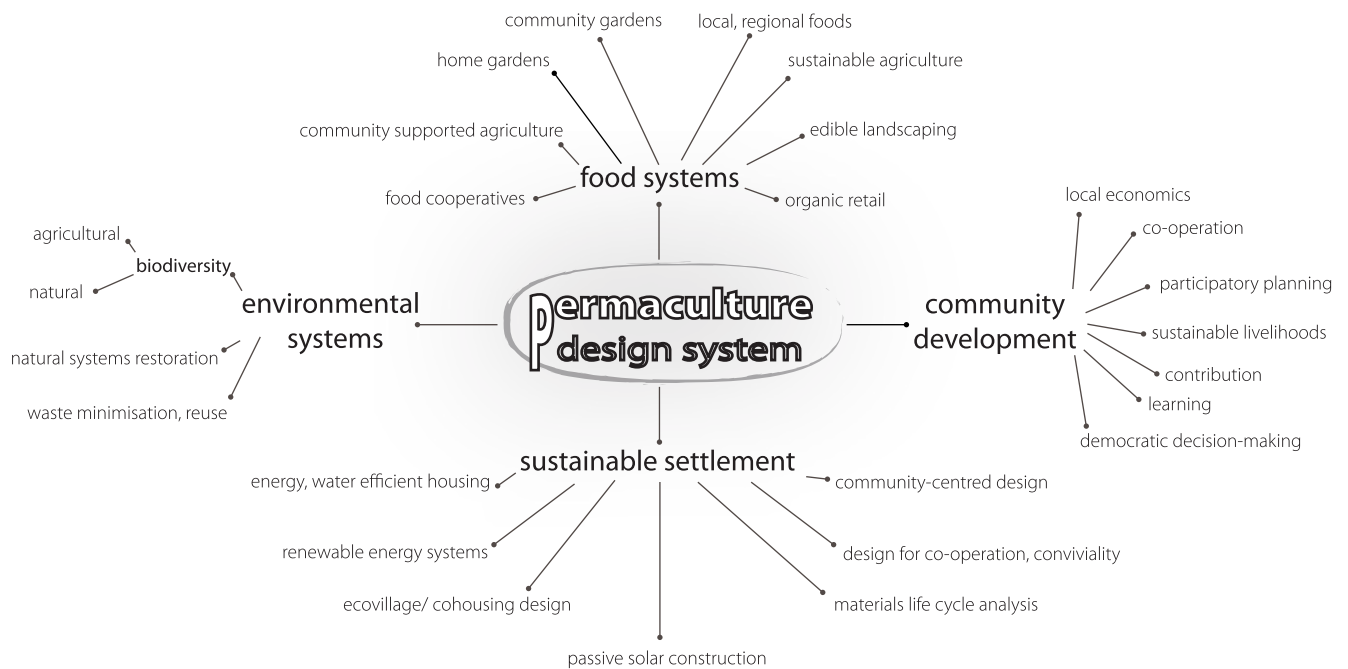 community gardens
local, regional foods
home gardens
sustainable agriculture
community supported agriculture
edible landscaping
food systems
food cooperatives
organic retail
local economics
co-operation
participatory planning
community
development
sustainable livelihoods
contribution
learning
democratic decision-making
agricultural
biodiversity
natural
environmental
systems
natural systems restoration
waste minimisation, reuse
permaculture
design system
sustainable settlement
energy, water efficient housing
community-centred design
renewable energy systems
design for co-operation, conviviality
ecovillage/ cohousing design
materials life cycle analysis
passive solar construction